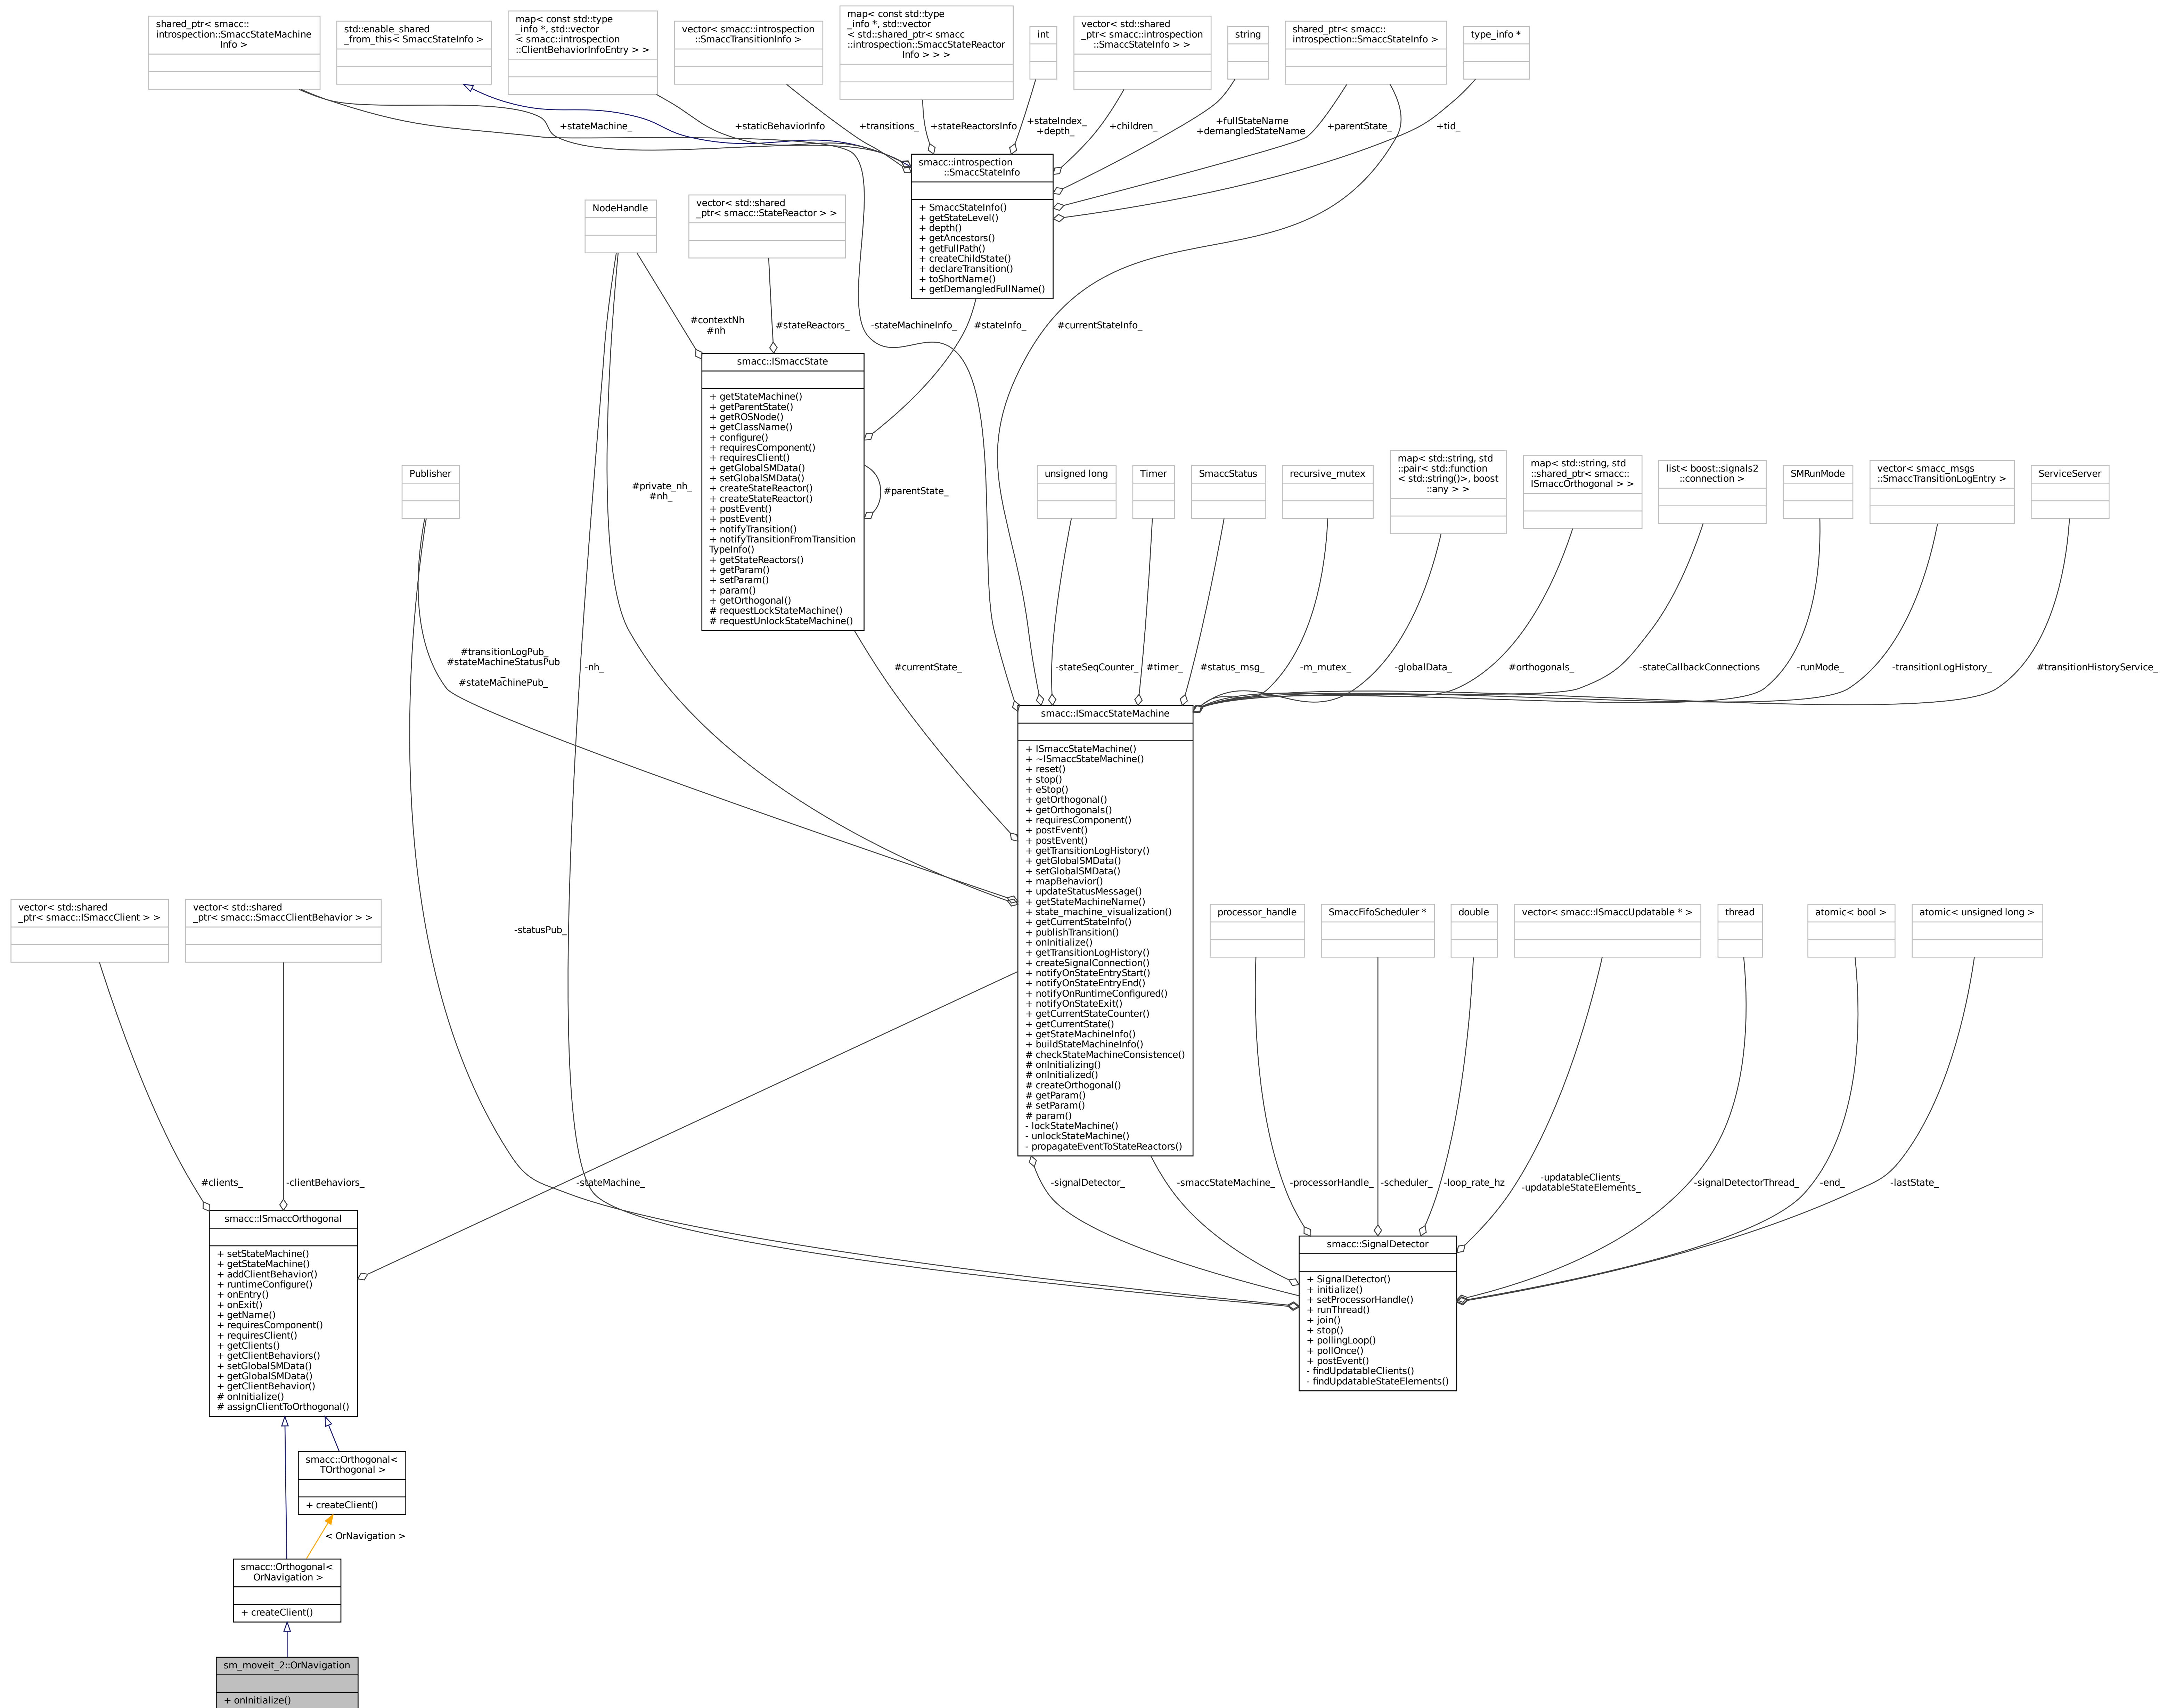 shared_ptr< smacc::
introspection::SmaccStateMachine
Info >
std::enable_shared
_from_this< SmaccStateInfo >
map< const std::type
_info *, std::vector
< smacc::introspection
::ClientBehaviorInfoEntry > >
vector< smacc::introspection
::SmaccTransitionInfo >
map< const std::type
_info *, std::vector
< std::shared_ptr< smacc
::introspection::SmaccStateReactor
Info > > >
int
vector< std::shared
_ptr< smacc::introspection
::SmaccStateInfo > >
string
shared_ptr< smacc::
introspection::SmaccStateInfo >
type_info *
+stateMachine_
+staticBehaviorInfo
+transitions_
+stateReactorsInfo
+stateIndex_
+depth_
+children_
+fullStateName
+demangledStateName
+parentState_
+tid_
smacc::introspection
::SmaccStateInfo
+ SmaccStateInfo()
+ getStateLevel()
+ depth()
+ getAncestors()
+ getFullPath()
+ createChildState()
+ declareTransition()
+ toShortName()
+ getDemangledFullName()
NodeHandle
vector< std::shared
_ptr< smacc::StateReactor > >
#contextNh
#nh
#stateReactors_
-stateMachineInfo_
#stateInfo_
#currentStateInfo_
smacc::ISmaccState
+ getStateMachine()
+ getParentState()
+ getROSNode()
+ getClassName()
+ configure()
+ requiresComponent()
+ requiresClient()
+ getGlobalSMData()
+ setGlobalSMData()
+ createStateReactor()
+ createStateReactor()
+ postEvent()
+ postEvent()
+ notifyTransition()
+ notifyTransitionFromTransition
TypeInfo()
+ getStateReactors()
+ getParam()
+ setParam()
+ param()
+ getOrthogonal()
# requestLockStateMachine()
# requestUnlockStateMachine()
#parentState_
Publisher
#private_nh_
#nh_
unsigned long
Timer
SmaccStatus
recursive_mutex
map< std::string, std
::pair< std::function
< std::string()>, boost
::any > >
map< std::string, std
::shared_ptr< smacc::
ISmaccOrthogonal > >
list< boost::signals2
::connection >
SMRunMode
vector< smacc_msgs
::SmaccTransitionLogEntry >
ServiceServer
#transitionLogPub_
#stateMachineStatusPub
_
#stateMachinePub_
-nh_
#currentState_
-stateSeqCounter_
#timer_
#status_msg_
-m_mutex_
-globalData_
#orthogonals_
-stateCallbackConnections
-runMode_
-transitionLogHistory_
#transitionHistoryService_
smacc::ISmaccStateMachine
+ ISmaccStateMachine()
+ ~ISmaccStateMachine()
+ reset()
+ stop()
+ eStop()
+ getOrthogonal()
+ getOrthogonals()
+ requiresComponent()
+ postEvent()
+ postEvent()
+ getTransitionLogHistory()
+ getGlobalSMData()
+ setGlobalSMData()
+ mapBehavior()
+ updateStatusMessage()
+ getStateMachineName()
+ state_machine_visualization()
+ getCurrentStateInfo()
+ publishTransition()
+ onInitialize()
+ getTransitionLogHistory()
+ createSignalConnection()
+ notifyOnStateEntryStart()
+ notifyOnStateEntryEnd()
+ notifyOnRuntimeConfigured()
+ notifyOnStateExit()
+ getCurrentStateCounter()
+ getCurrentState()
+ getStateMachineInfo()
+ buildStateMachineInfo()
# checkStateMachineConsistence()
# onInitializing()
# onInitialized()
# createOrthogonal()
# getParam()
# setParam()
# param()
- lockStateMachine()
- unlockStateMachine()
- propagateEventToStateReactors()
vector< std::shared
_ptr< smacc::ISmaccClient > >
vector< std::shared
_ptr< smacc::SmaccClientBehavior > >
-statusPub_
processor_handle
SmaccFifoScheduler *
double
vector< smacc::ISmaccUpdatable * >
thread
atomic< bool >
atomic< unsigned long >
#clients_
-clientBehaviors_
-stateMachine_
-signalDetector_
-smaccStateMachine_
-processorHandle_
-scheduler_
-loop_rate_hz
-updatableClients_
-updatableStateElements_
-signalDetectorThread_
-end_
-lastState_
smacc::ISmaccOrthogonal
+ setStateMachine()
+ getStateMachine()
+ addClientBehavior()
+ runtimeConfigure()
+ onEntry()
+ onExit()
+ getName()
+ requiresComponent()
+ requiresClient()
+ getClients()
+ getClientBehaviors()
+ setGlobalSMData()
+ getGlobalSMData()
+ getClientBehavior()
# onInitialize()
# assignClientToOrthogonal()
smacc::SignalDetector
+ SignalDetector()
+ initialize()
+ setProcessorHandle()
+ runThread()
+ join()
+ stop()
+ pollingLoop()
+ pollOnce()
+ postEvent()
- findUpdatableClients()
- findUpdatableStateElements()
smacc::Orthogonal<
TOrthogonal >
+ createClient()
< OrNavigation >
smacc::Orthogonal<
OrNavigation >
+ createClient()
sm_moveit_2::OrNavigation
+ onInitialize()